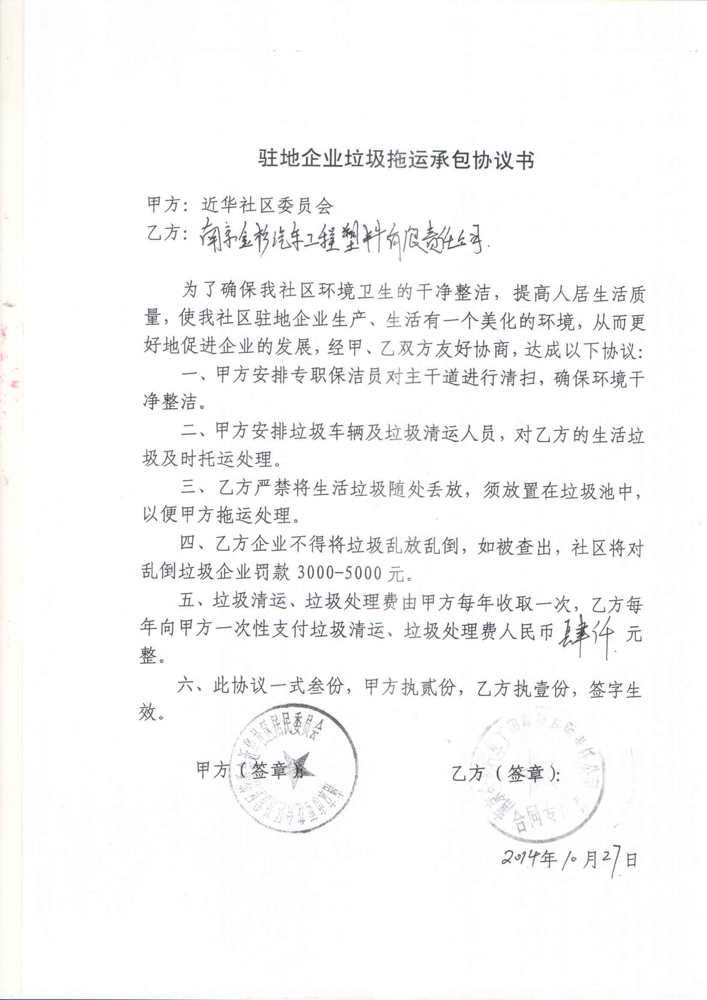 驻地企业垃圾拖运承包协议书
甲方：近华社区委员会
乙方：南京金杉汽车工程塑料有限责任公司.
为了确保我社区环境卫生的干净整洁，提高人居生活质
量，使我社区驻地企业生产、生活有一个美化的环境，从而更
好地促进企业的发展，经甲、乙双方友好协商，达成以下协议：
一、甲方安排专职保洁员对主干道进行清扫，确保环境干
净整洁。
二、甲方安排垃圾车辆及垃圾清运人员，对乙方的生活垃
圾及时托运处理。
三、乙方严禁将生活垃圾随处丢放，须放置在垃圾池中，
以便甲方拖运处理。
四、乙方企业不得将垃圾乱放乱倒，如被查出，社区将对
乱倒垃圾企业罚款 3000-5000 元。
五、垃圾清运、垃圾处理费由甲方每年收取一次，乙方每
年向甲方一次性支付垃圾清运、垃圾处理费人民币肆仟元
整。
六、此协议一式叁份，甲方执贰份，乙方执壹份，签字生
效。
近华社区居民委员会
甲方（签章）：
乙方（签章）：
合同专
2014年10月27日